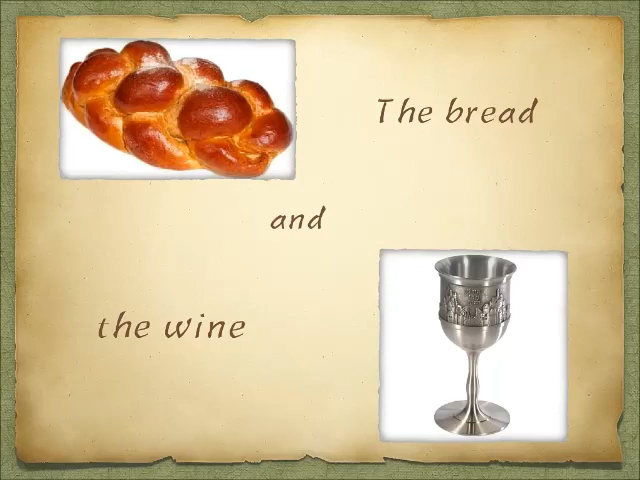 The bread
and
the wine